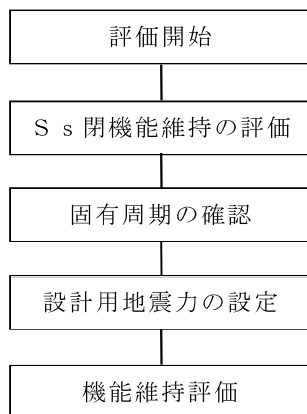 評価開始
Ｓｓ閉機能維持の評価
固有周期の確認
設計用地震力の設定
機能維持評価